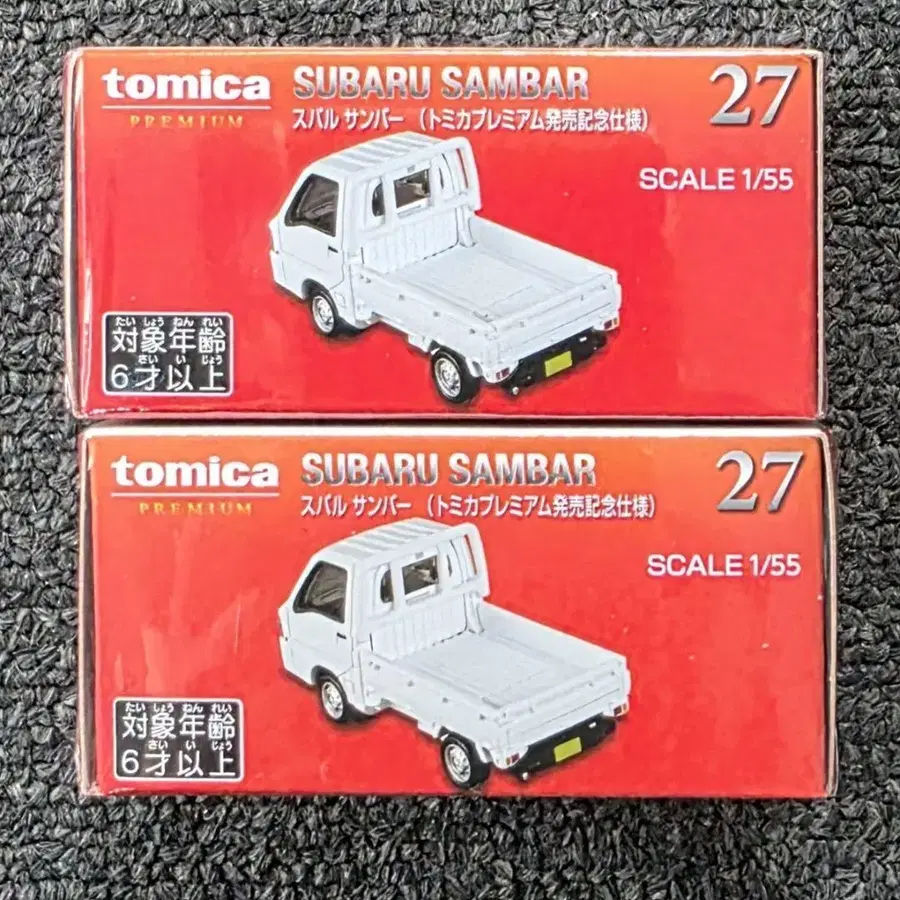 tomica
PREMIUM
SUBARU SAMBAR
スバル サンバー （トミカプレミアム発売記念仕様）
27
SCALE 1/55
たい しょう ねん れい
対象年齢
さい い じょう
6才以上
tomica
PREMIUM
SUBARU SAMBAR
スバル サンバー （トミカプレミアム発売記念仕様）
27
SCALE 1/55
たい しょう ねん れい
対象年齢
さい い じょう
6才以上